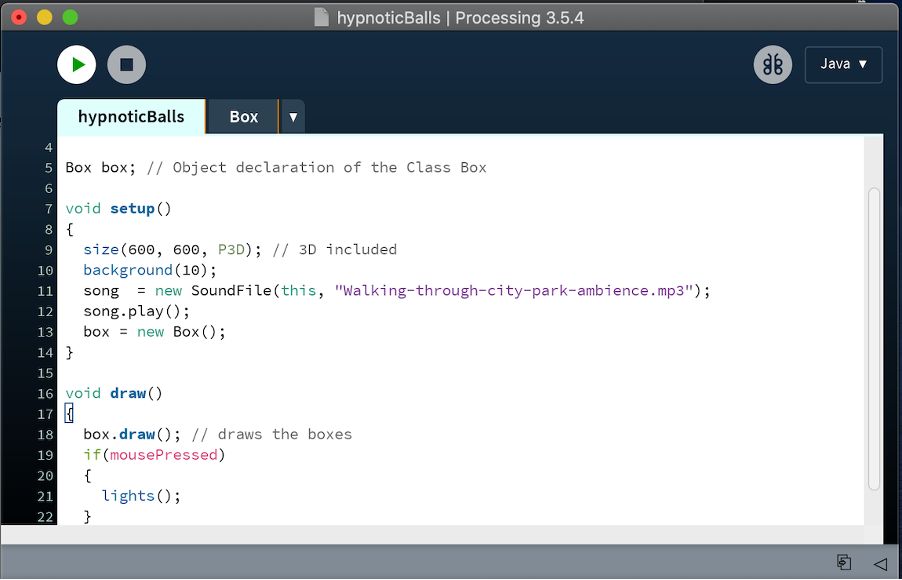 hypnoticBalls | Processing 3.5.4
Java ▼
hypnoticBalls Box ▼
4
5 Box box; // Object declaration of the Class Box
6
7 void setup()
8 {
9   size(600, 600, P3D); // 3D included
10   background(10);
11   song  = new SoundFile(this, "Walking-through-city-park-ambience.mp3");
12   song.play();
13   box = new Box();
14 }
15
16 void draw()
17 {
18   box.draw(); // draws the boxes
19   if(mousePressed)
20   {
21     lights();
22   }